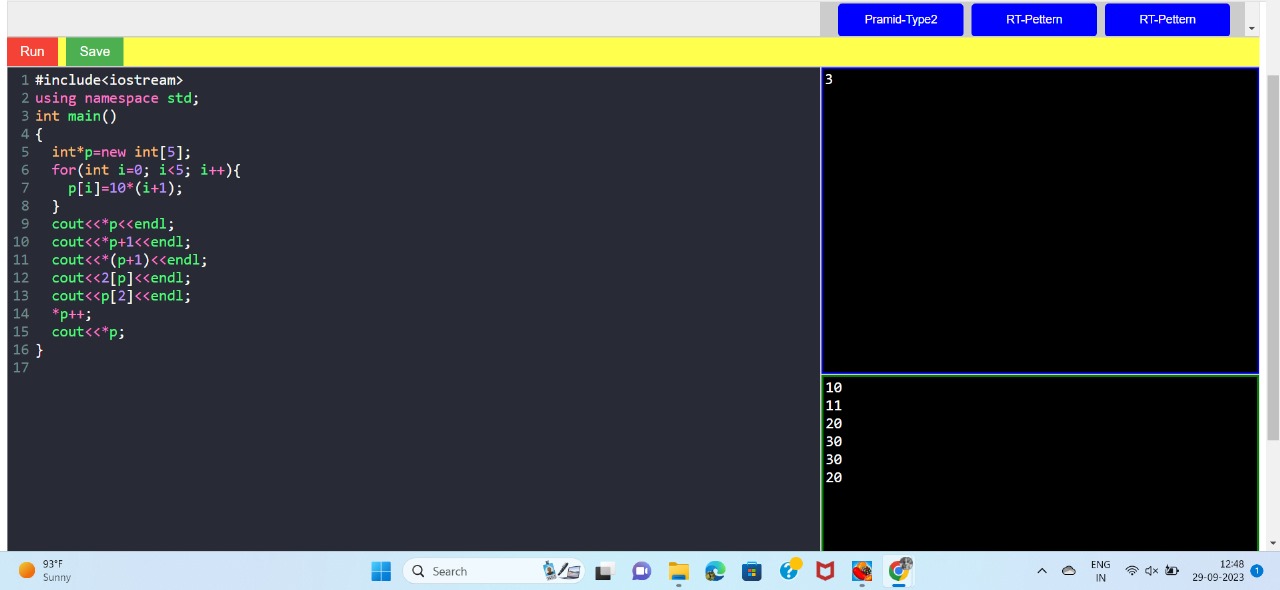 Pramid-Type2 RT-Pettern RT-Pettern
Run Save
1 #include<iostream>
2 using namespace std;
3 int main()
4 {
5   int*p=new int[5];
6   for(int i=0; i<5; i++){
7     p[i]=10*(i+1);
8   }
9   cout<<*p<<endl;
10   cout<<*p+1<<endl;
11   cout<<*(p+1)<<endl;
12   cout<<2[p]<<endl;
13   cout<<p[2]<<endl;
14   *p++;
15   cout<<*p;
16 }
17
3
10
11
20
30
30
20
93°F
Sunny
Search
ENG
IN
12:48
29-09-2023
1